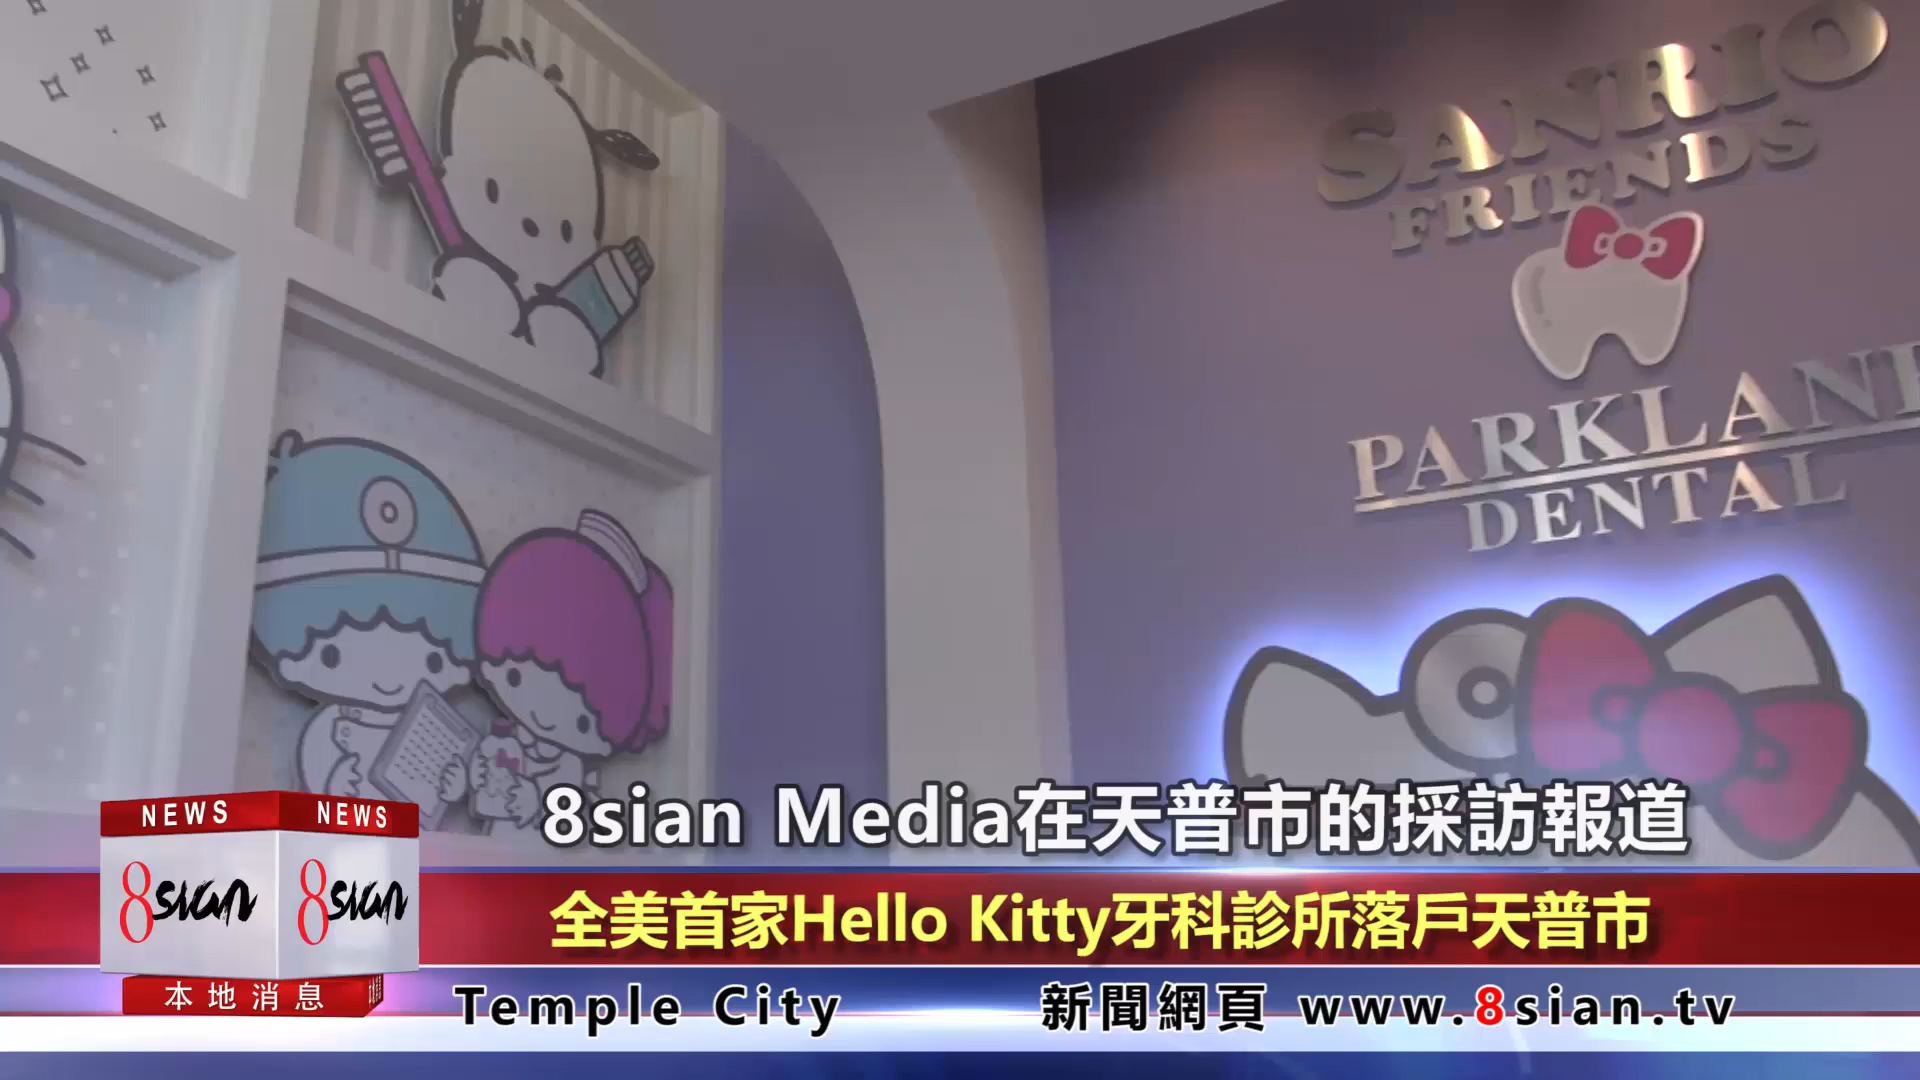 SANRIO
FRIENDS
PARKLANE
DENTAL
8sian Media在天普市的採訪報道
NEWS NEWS
8sian 8sian
全美首家Hello Kitty牙科診所落戶天普市
本地消息
Temple City 新聞網頁 www.8sian.tv